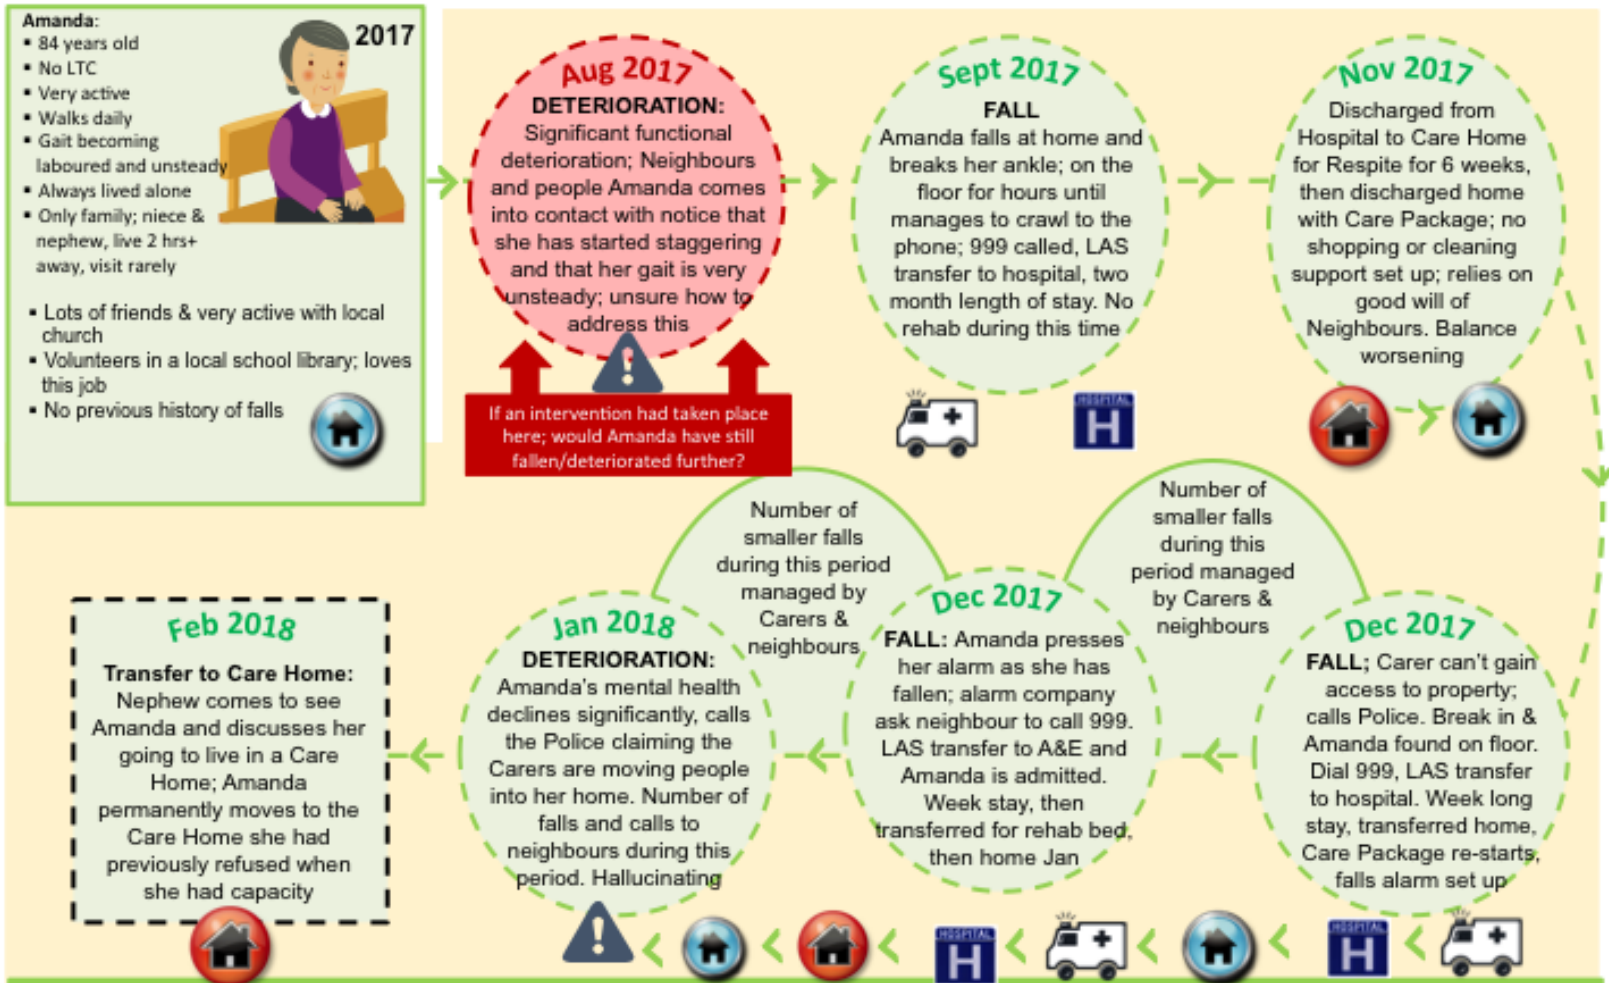 Amanda:
▪ 84 years old
▪ No LTC
▪ Very active
▪ Walks daily
▪ Gait becoming
laboured and unsteady
▪ Always lived alone
▪ Only family; niece &
nephew, live 2 hrs+
away, visit rarely
▪ Lots of friends & very active with local
church
▪ Volunteers in a local school library; loves
this job
▪ No previous history of falls
2017
Aug 2017
DETERIORATION:
Significant functional
deterioration; Neighbours
and people Amanda comes
into contact with notice that
she has started staggering
and that her gait is very
unsteady; unsure how to
address this
!
If an intervention had taken place
here; would Amanda have still
fallen/deteriorated further?
Sept 2017
FALL
Amanda falls at home and
breaks her ankle; on the
floor for hours until
manages to crawl to the
phone; 999 called, LAS
transfer to hospital, two
month length of stay. No
rehab during this time
HOSPITAL
H
Nov 2017
Discharged from
Hospital to Care Home
for Respite for 6 weeks,
then discharged home
with Care Package; no
shopping or cleaning
support set up; relies on
good will of
Neighbours. Balance
worsening
Dec 2017
FALL; Carer can't gain
access to property;
calls Police. Break in &
Amanda found on floor.
Dial 999, LAS transfer
to hospital. Week long
stay, transferred home,
Care Package re-starts,
falls alarm set up
Number of
smaller falls
during this
period managed
by Carers &
neighbours
Dec 2017
FALL: Amanda presses
her alarm as she has
fallen; alarm company
ask neighbour to call 999.
LAS transfer to A&E and
Amanda is admitted.
Week stay, then
transferred for rehab bed,
then home Jan
Number of
smaller falls
during this period
managed by
Carers &
neighbours
Jan 2018
DETERIORATION:
Amanda's mental health
declines significantly, calls
the Police claiming the
Carers are moving people
into her home. Number of
falls and calls to
neighbours during this
period. Hallucinating
Feb 2018
Transfer to Care Home:
Nephew comes to see
Amanda and discusses her
going to live in a Care
Home; Amanda
permanently moves to the
Care Home she had
previously refused when
she had capacity
HOSPITAL
H
HOSPITAL
H
!